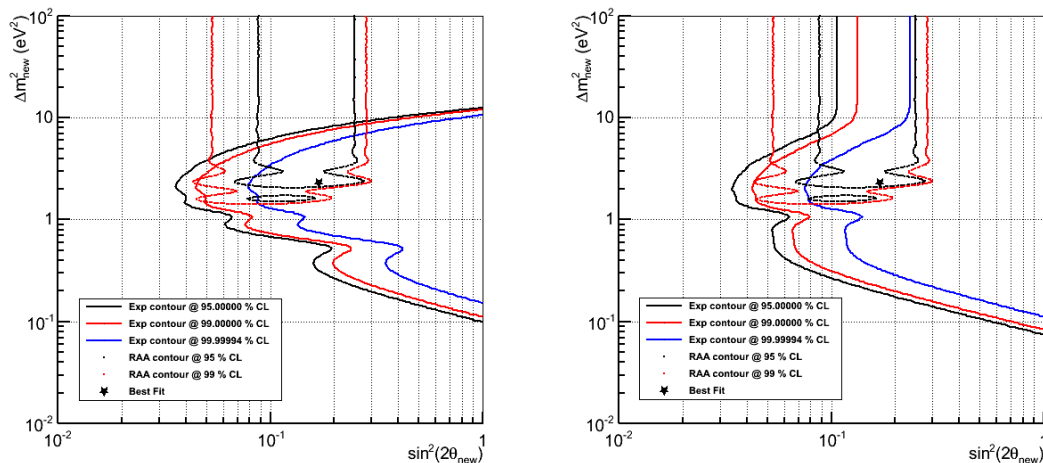 Δm²new (eV²)
10²
10
1
10⁻¹
10⁻²
Exp contour @ 95.00000 % CL
Exp contour @ 99.00000 % CL
Exp contour @ 99.99994 % CL
RAA contour @ 95 % CL
RAA contour @ 99 % CL
Best Fit
10⁻²
10⁻¹
1
sin²(2θnew)
Δm²new (eV²)
10²
10
1
10⁻¹
10⁻²
Exp contour @ 95.00000 % CL
Exp contour @ 99.00000 % CL
Exp contour @ 99.99994 % CL
RAA contour @ 95 % CL
RAA contour @ 99 % CL
Best Fit
10⁻²
10⁻¹
1
sin²(2θnew)